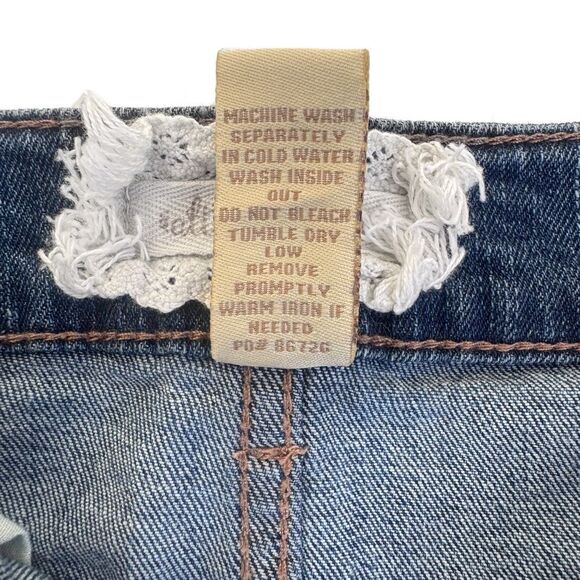 MACHINE WASH
SEPARATELY
IN COLD WATER
WASH INSIDE
OUT
DO NOT BLEACH
TUMBLE DRY
LOW
REMOVE
PROMPTLY
WARM IRON IF
NEEDED
PO# 86726